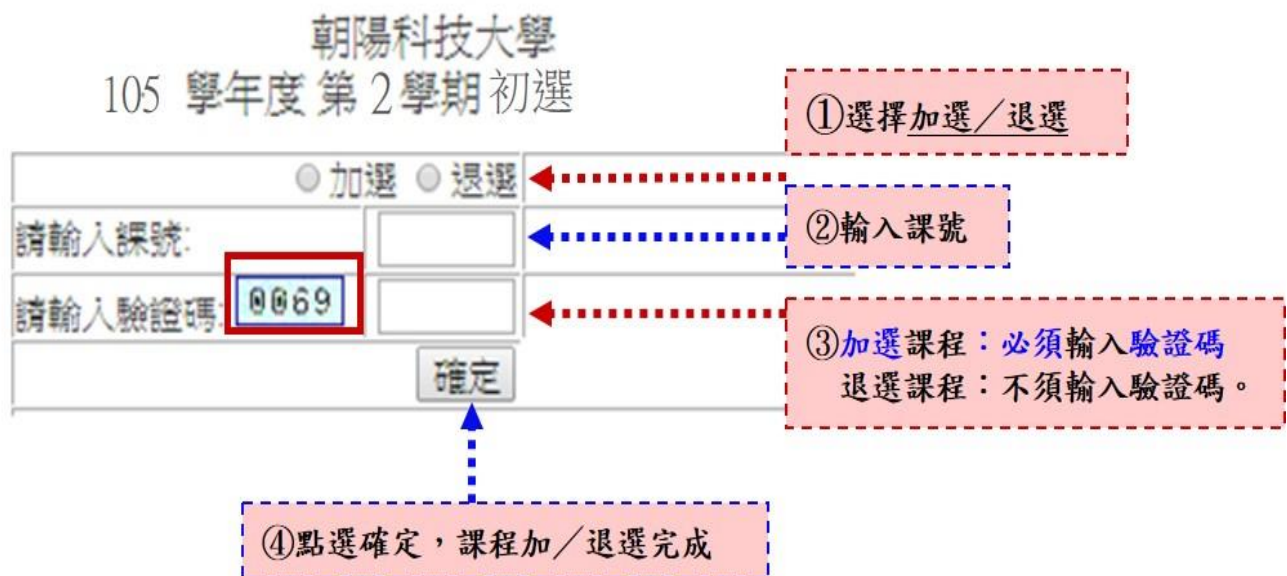 朝陽科技大學
105 學年度 第 2 學期 初選
①選擇加選／退選
加選 退選
請輸入課號:
②輸入課號
請輸入驗證碼: 0069
③加選課程：必須輸入驗證碼
退選課程：不須輸入驗證碼。
確定
④點選確定，課程加／退選完成